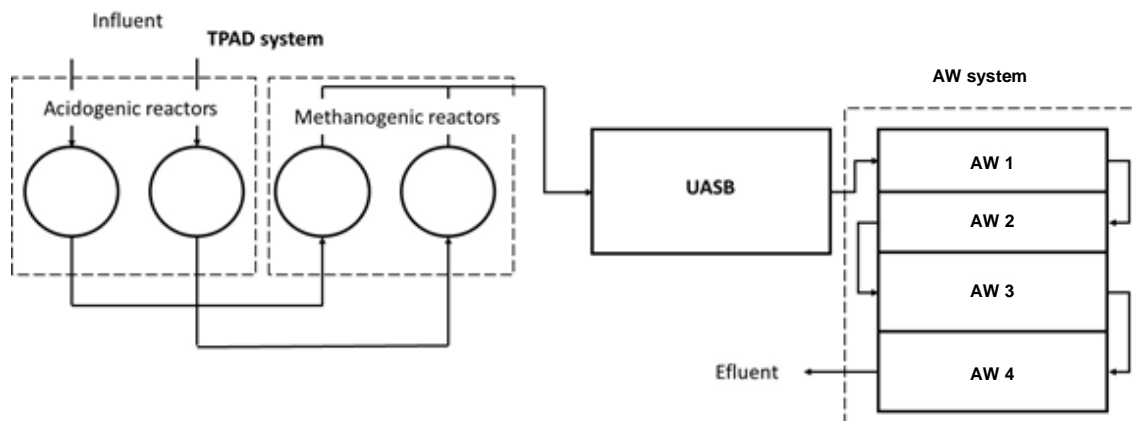 Influent
TPAD system
Acidogenic reactors
Methanogenic reactors
UASB
AW system
AW 1
AW 2
AW 3
AW 4
Efluent